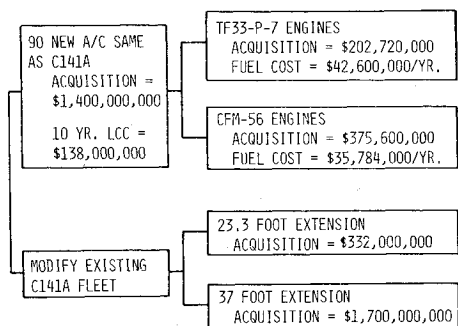 90 NEW A/C SAME
AS C141A
ACQUISITION =
$1,400,000,000
10 YR. LCC =
$138,000,000
TF33-P-7 ENGINES
ACQUISITION = $202,720,000
FUEL COST = $42,600,000/YR.
CFM-56 ENGINES
ACQUISITION = $375,600,000
FUEL COST = $35,784,000/YR.
MODIFY EXISTING
C141A FLEET
23.3 FOOT EXTENSION
ACQUISITION = $332,000,000
37 FOOT EXTENSION
ACQUISITION = $1,700,000,000